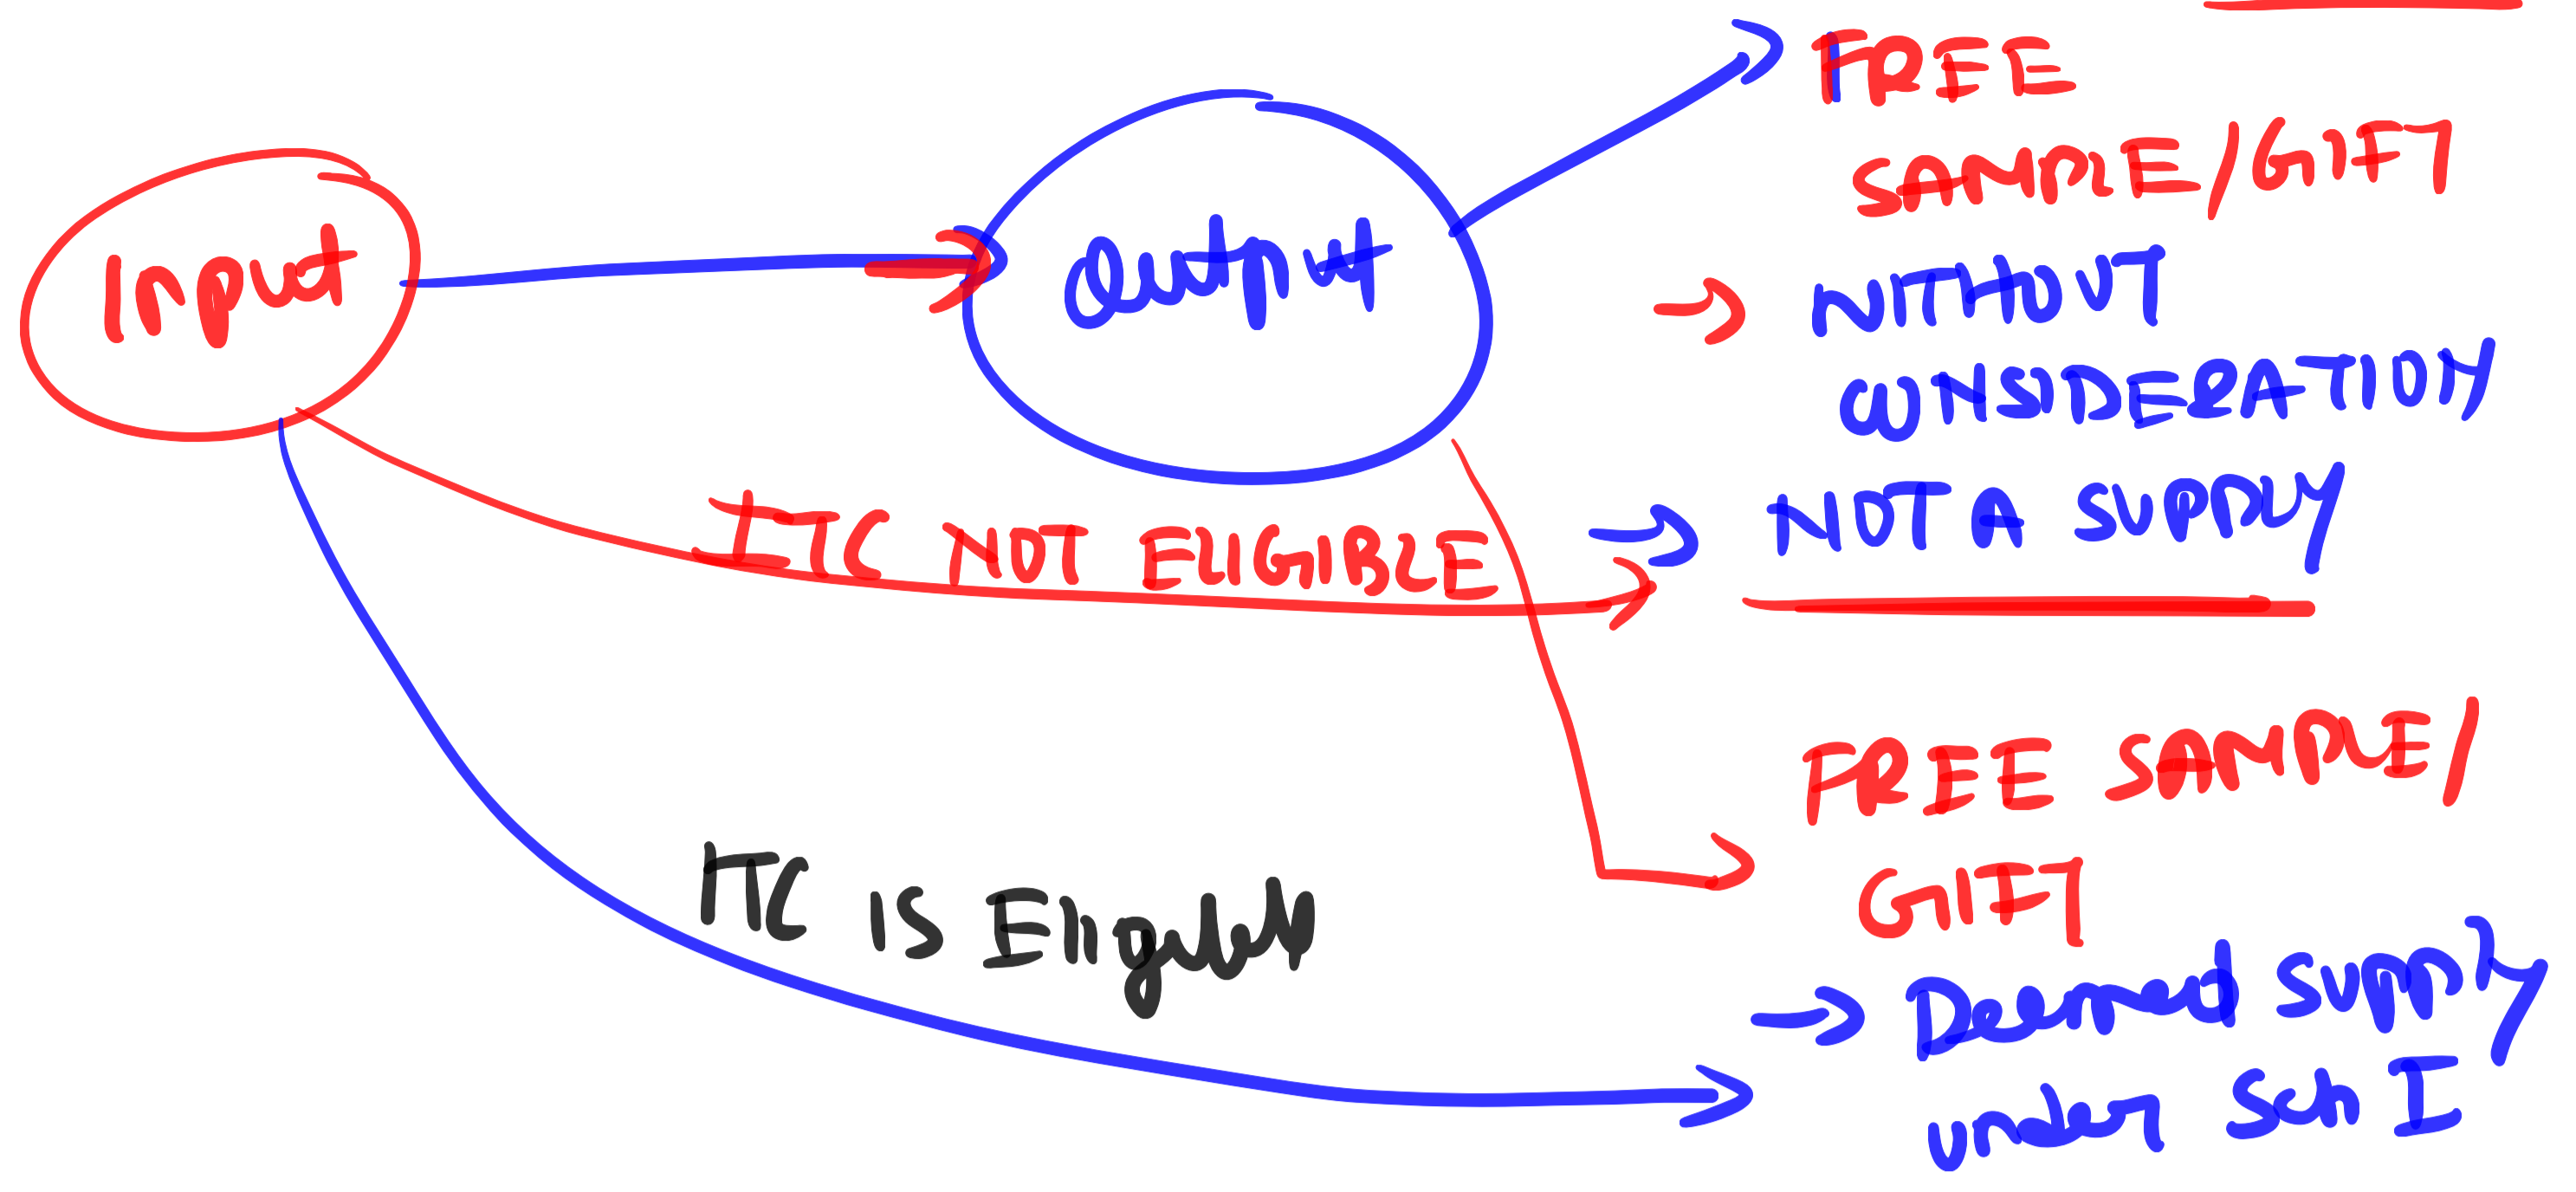 Input
Output
FREE
SAMPLE/GIFT
WITHOUT
CONSIDERATION
NOT A SUPPLY
ITC NOT ELIGIBLE
FREE SAMPLE/
GIFT
ITC IS Eligible
Deemed supply
under Sch I